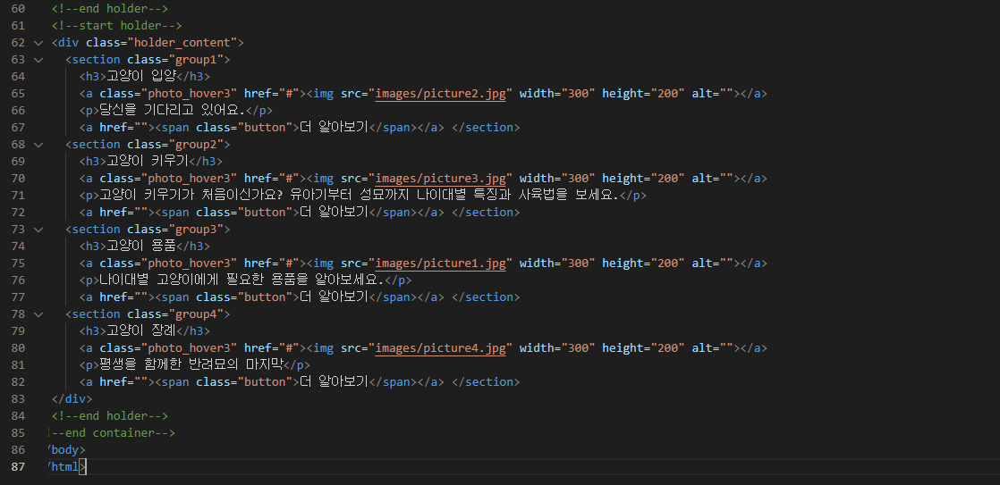 60 <!--end holder-->
61 <!--start holder-->
62 <div class="holder_content">
63 <section class="group1">
64 <h3>고양이 입양</h3>
65 <a class="photo_hover3" href="#"><img src="images/picture2.jpg" width="300" height="200" alt=""></a>
66 <p>당신을 기다리고 있어요.</p>
67 <a href=""><span class="button">더 알아보기</span></a> </section>
68 <section class="group2">
69 <h3>고양이 키우기</h3>
70 <a class="photo_hover3" href="#"><img src="images/picture3.jpg" width="300" height="200" alt=""></a>
71 <p>고양이 키우기가 처음이신가요? 유아기부터 성묘까지 나이대별 특징과 사육법을 보세요.</p>
72 <a href=""><span class="button">더 알아보기</span></a> </section>
73 <section class="group3">
74 <h3>고양이 용품</h3>
75 <a class="photo_hover3" href="#"><img src="images/picture1.jpg" width="300" height="200" alt=""></a>
76 <p>나이대별 고양이에게 필요한 용품을 알아보세요.</p>
77 <a href=""><span class="button">더 알아보기</span></a> </section>
78 <section class="group4">
79 <h3>고양이 장례</h3>
80 <a class="photo_hover3" href="#"><img src="images/picture4.jpg" width="300" height="200" alt=""></a>
81 <p>평생을 함께한 반려묘의 마지막</p>
82 <a href=""><span class="button">더 알아보기</span></a> </section>
83 </div>
84 <!--end holder-->
85 !--end container-->
86 /body>
87 /html>